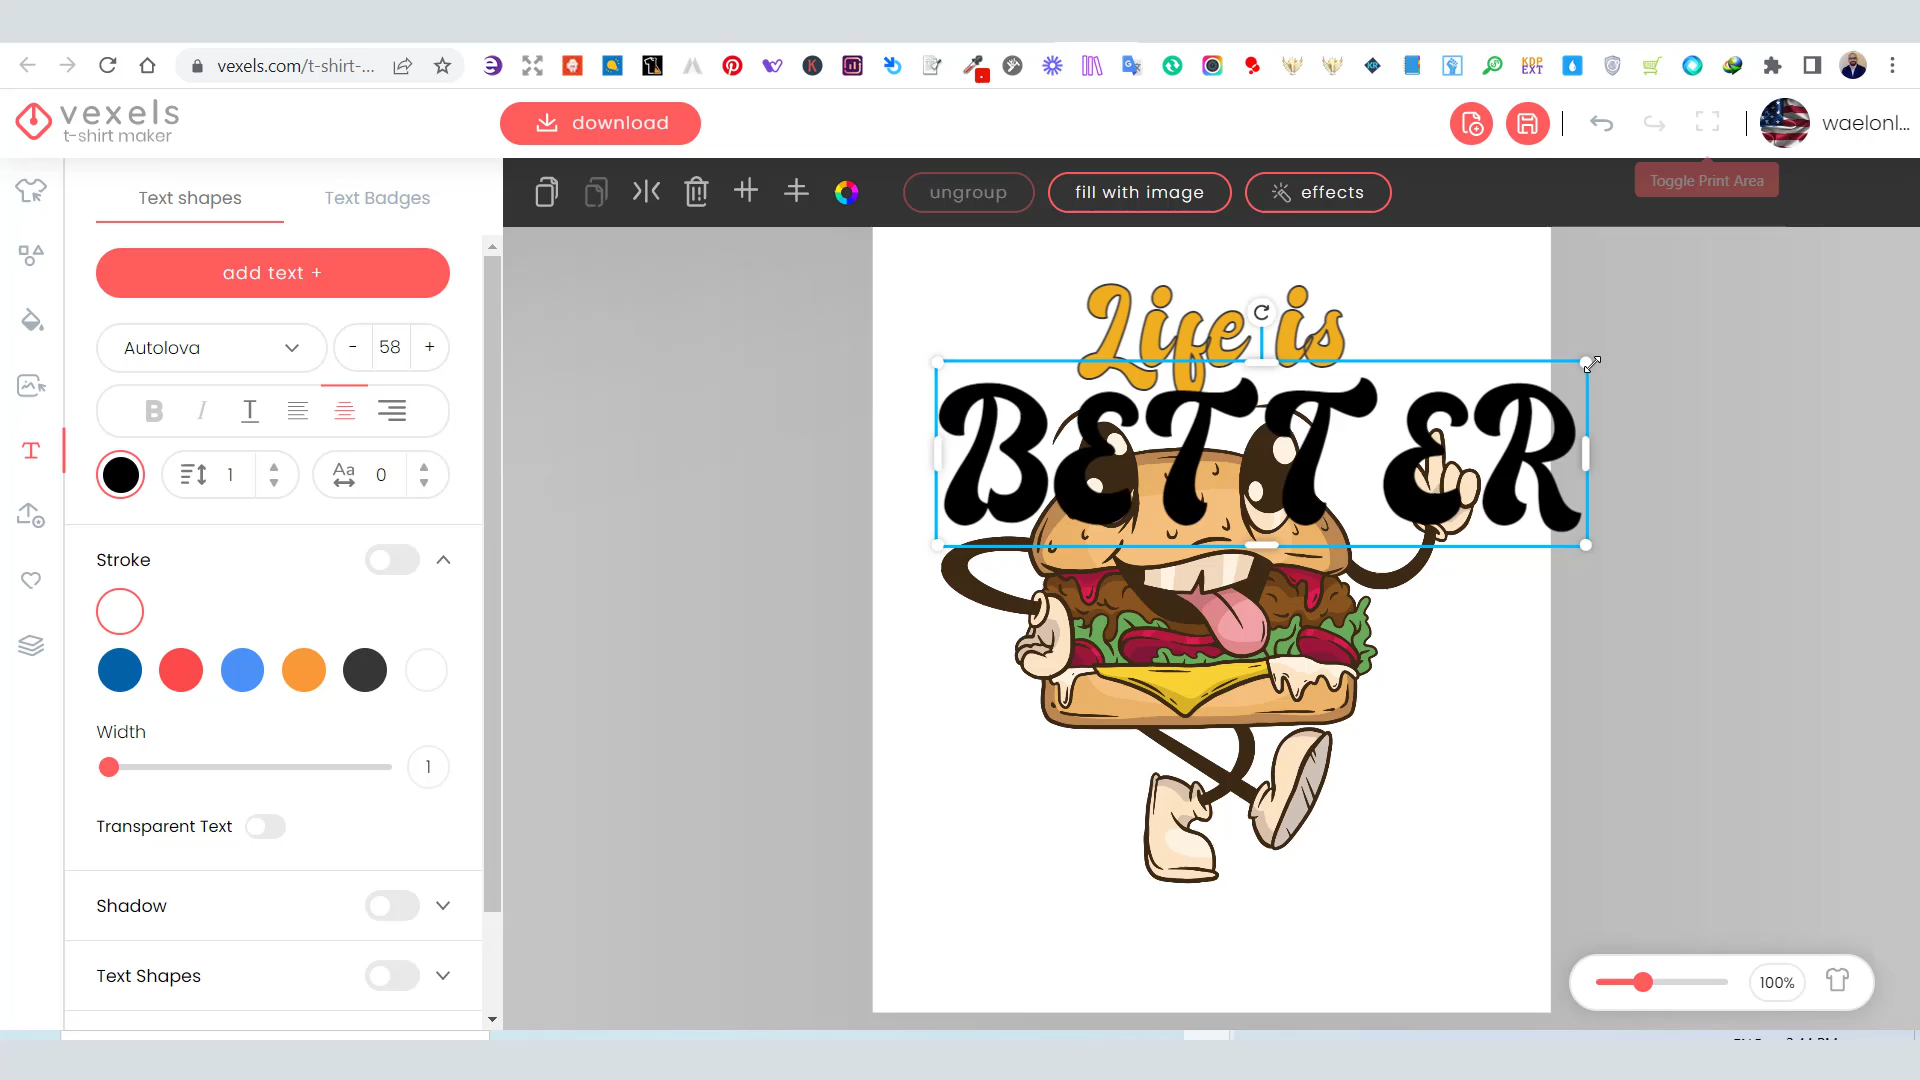 vexels.com/t-shirt-...
KDP
EXT
vexels
t-shirt maker
download
waelonl...
Toggle Print Area
Text shapes
Text Badges
ungroup
fill with image
effects
add text +
Autolova
- 58 +
B I T
1
Aa 0
Stroke
Width
1
Transparent Text
Shadow
Text Shapes
Life is
BETTER
100%